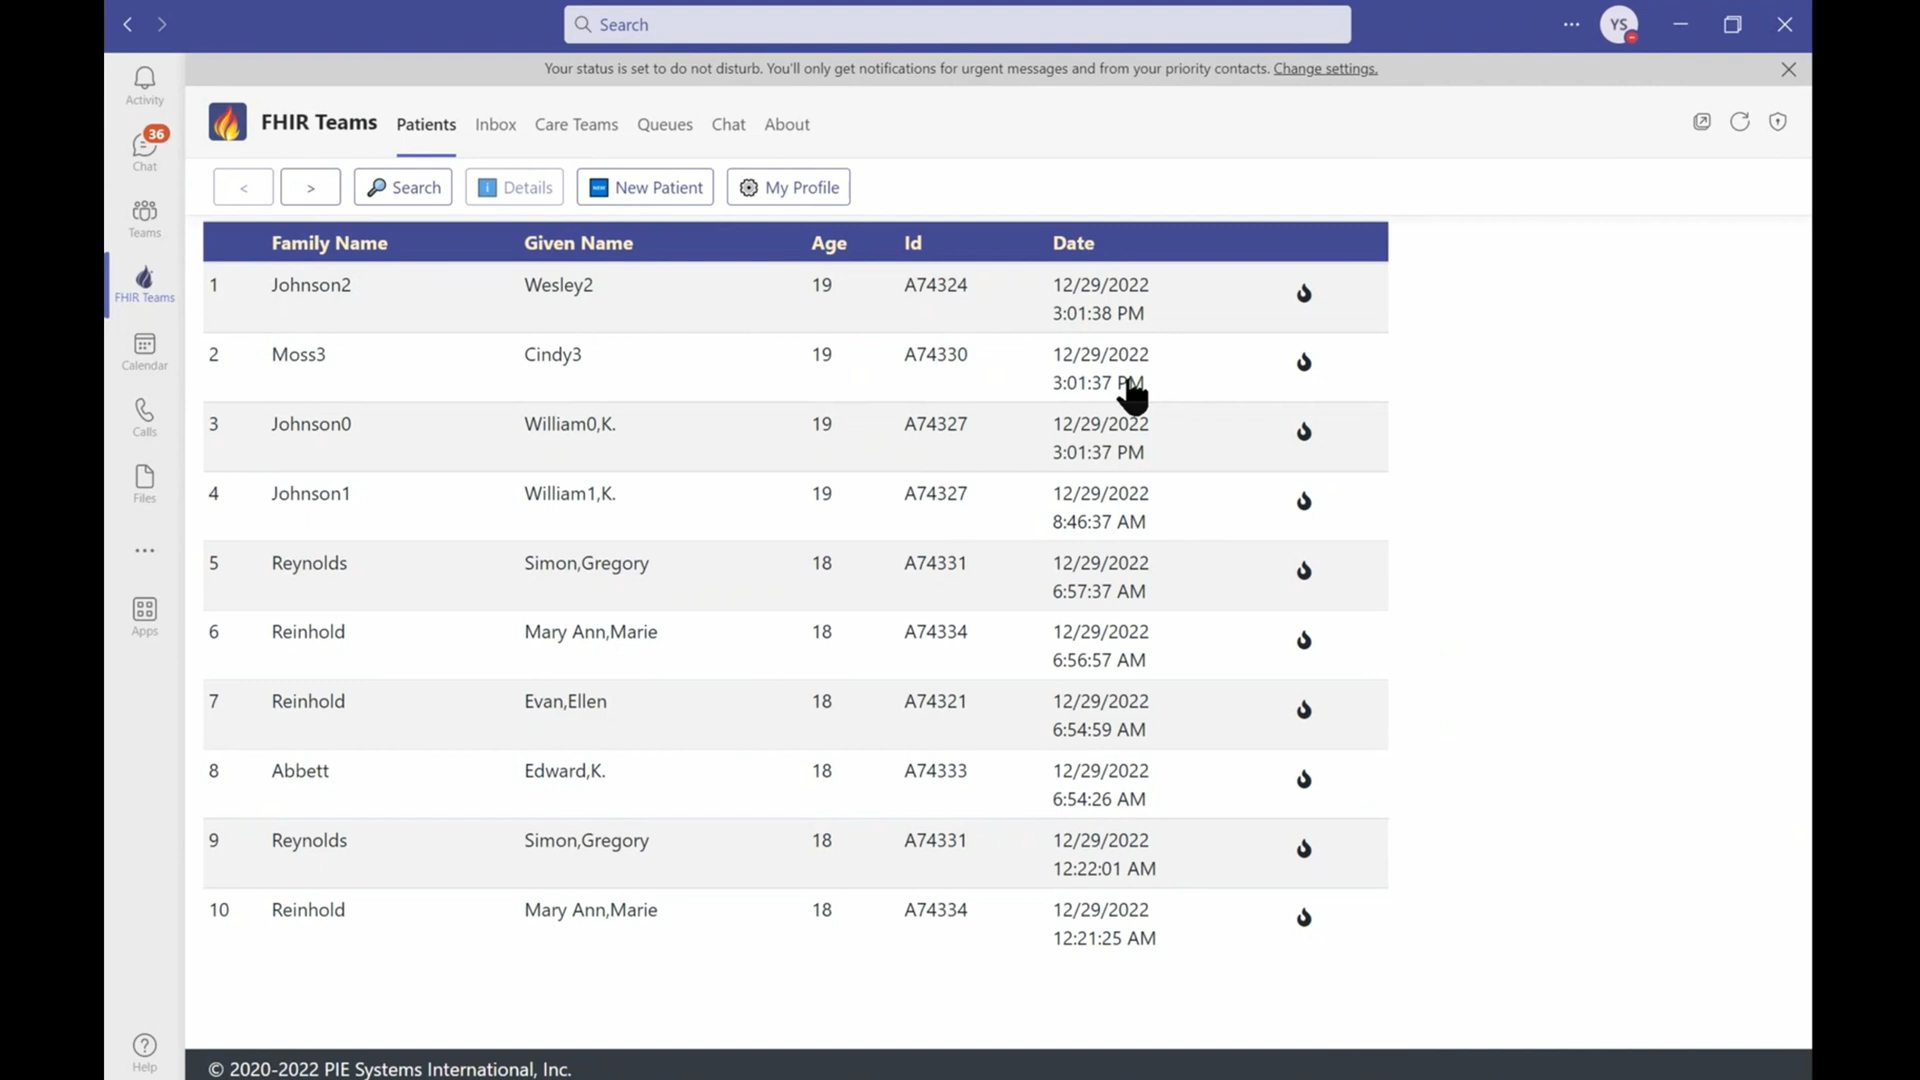 Search
YS
Your status is set to do not disturb. You'll only get notifications for urgent messages and from your priority contacts. Change settings.
Activity
36
Chat
Teams
FHIR Teams
Calendar
Calls
Files
Apps
Help
FHIR Teams Patients Inbox Care Teams Queues Chat About
< > Search Details New Patient My Profile
Family Name Given Name Age Id Date
1 Johnson2 Wesley2 19 A74324 12/29/2022
3:01:38 PM
2 Moss3 Cindy3 19 A74330 12/29/2022
3:01:37 PM
3 Johnson0 William0,K. 19 A74327 12/29/2022
3:01:37 PM
4 Johnson1 William1,K. 19 A74327 12/29/2022
8:46:37 AM
5 Reynolds Simon,Gregory 18 A74331 12/29/2022
6:57:37 AM
6 Reinhold Mary Ann,Marie 18 A74334 12/29/2022
6:56:57 AM
7 Reinhold Evan,Ellen 18 A74321 12/29/2022
6:54:59 AM
8 Abbett Edward,K. 18 A74333 12/29/2022
6:54:26 AM
9 Reynolds Simon,Gregory 18 A74331 12/29/2022
12:22:01 AM
10 Reinhold Mary Ann,Marie 18 A74334 12/29/2022
12:21:25 AM
© 2020-2022 PIE Systems International, Inc.